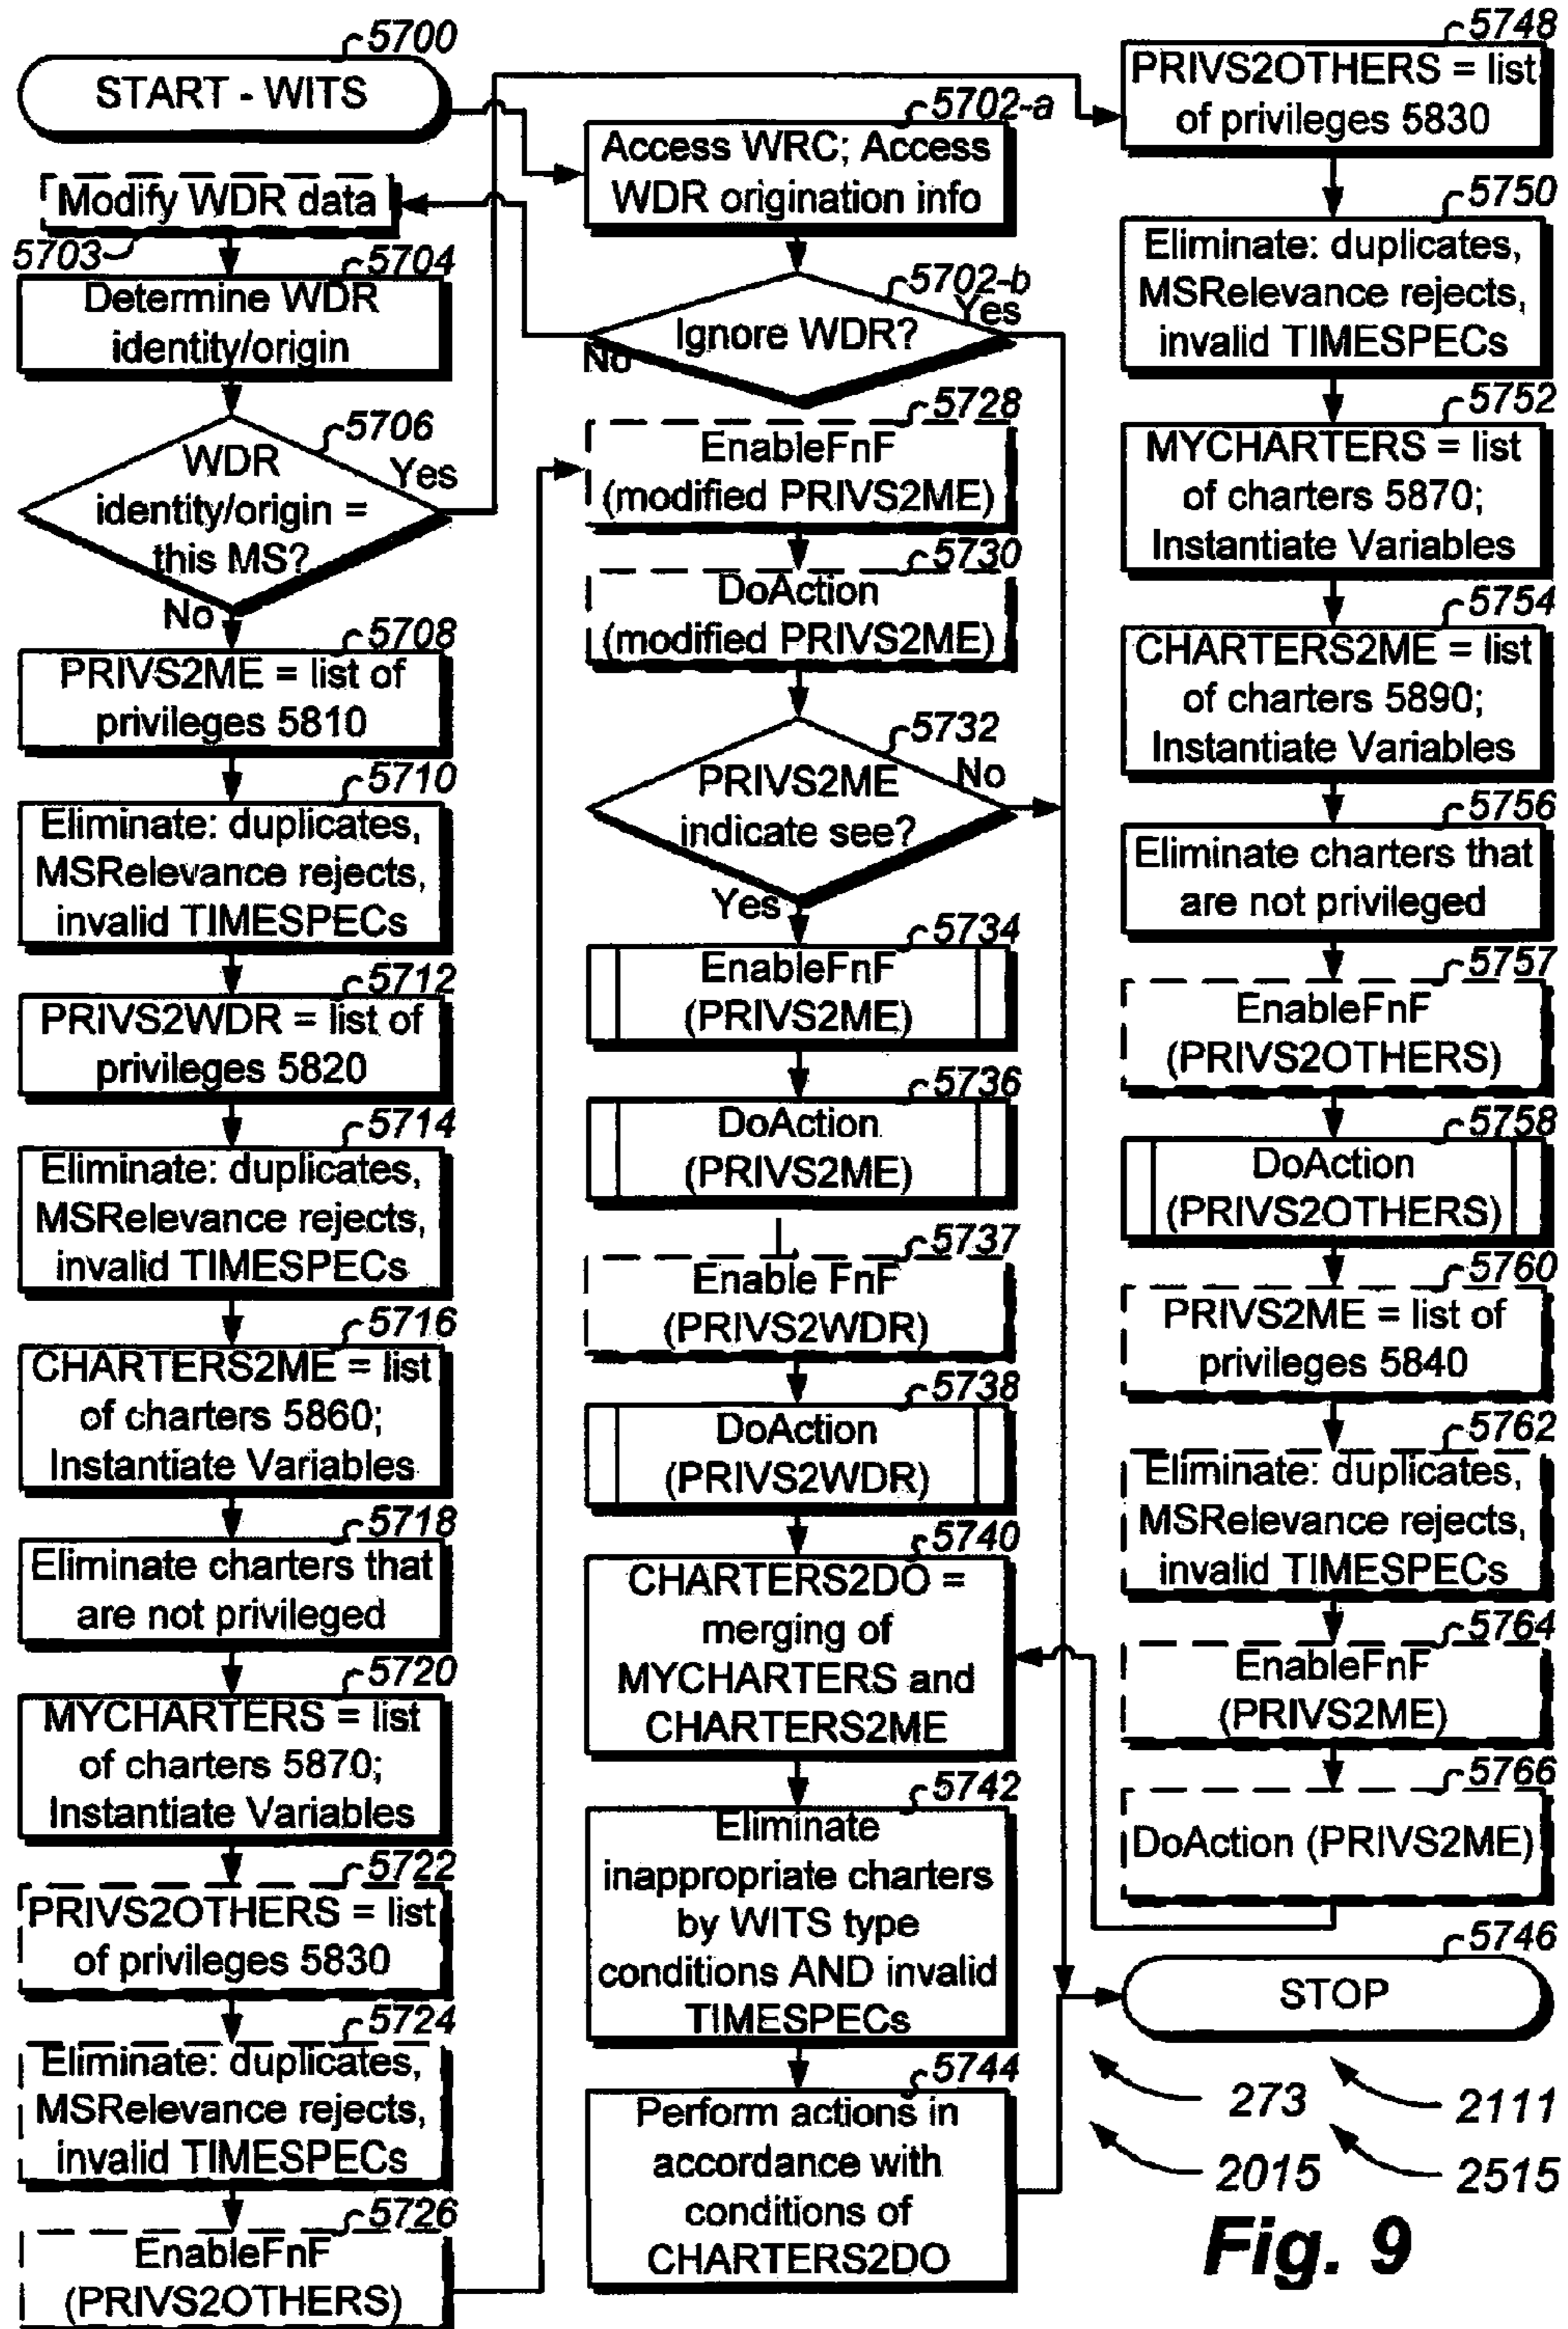 5700
START - WITS
Modify WDR data
5703
5704
Determine WDR
identity/origin
5706
WDR
identity/origin =
this MS?
Yes
No
5708
PRIVS2ME = list of
privileges 5810
5710
Eliminate: duplicates,
MSRelevance rejects,
invalid TIMESPECs
5712
PRIVS2WDR = list of
privileges 5820
5714
Eliminate: duplicates,
MSRelevance rejects,
invalid TIMESPECs
5716
CHARTERS2ME = list
of charters 5860;
Instantiate Variables
5718
Eliminate charters that
are not privileged
5720
MYCHARTERS = list
of charters 5870;
Instantiate Variables
5722
PRIVS2OTHERS = list
of privileges 5830
5724
Eliminate: duplicates,
MSRelevance rejects,
invalid TIMESPECs
5726
EnableFnF
(PRIVS2OTHERS)
5702-a
Access WRC; Access
WDR origination info
5702-b
Ignore WDR?
Yes
No
5728
EnableFnF
(modified PRIVS2ME)
5730
DoAction
(modified PRIVS2ME)
5732
PRIVS2ME
indicate see?
No
Yes
5734
EnableFnF
(PRIVS2ME)
5736
DoAction
(PRIVS2ME)
5737
Enable FnF
(PRIVS2WDR)
5738
DoAction
(PRIVS2WDR)
5740
CHARTERS2DO =
merging of
MYCHARTERS and
CHARTERS2ME
5742
Eliminate
inappropriate charters
by WITS type
conditions AND invalid
TIMESPECs
5744
Perform actions in
accordance with
conditions of
CHARTERS2DO
5748
PRIVS2OTHERS = list
of privileges 5830
5750
Eliminate: duplicates,
MSRelevance rejects,
invalid TIMESPECs
5752
MYCHARTERS = list
of charters 5870;
Instantiate Variables
5754
CHARTERS2ME = list
of charters 5890;
Instantiate Variables
5756
Eliminate charters that
are not privileged
5757
EnableFnF
(PRIVS2OTHERS)
5758
DoAction
(PRIVS2OTHERS)
5760
PRIVS2ME = list of
privileges 5840
5762
Eliminate: duplicates,
MSRelevance rejects,
invalid TIMESPECs
5764
EnableFnF
(PRIVS2ME)
5766
DoAction (PRIVS2ME)
5746
STOP
273
2111
2015
2515
Fig. 9